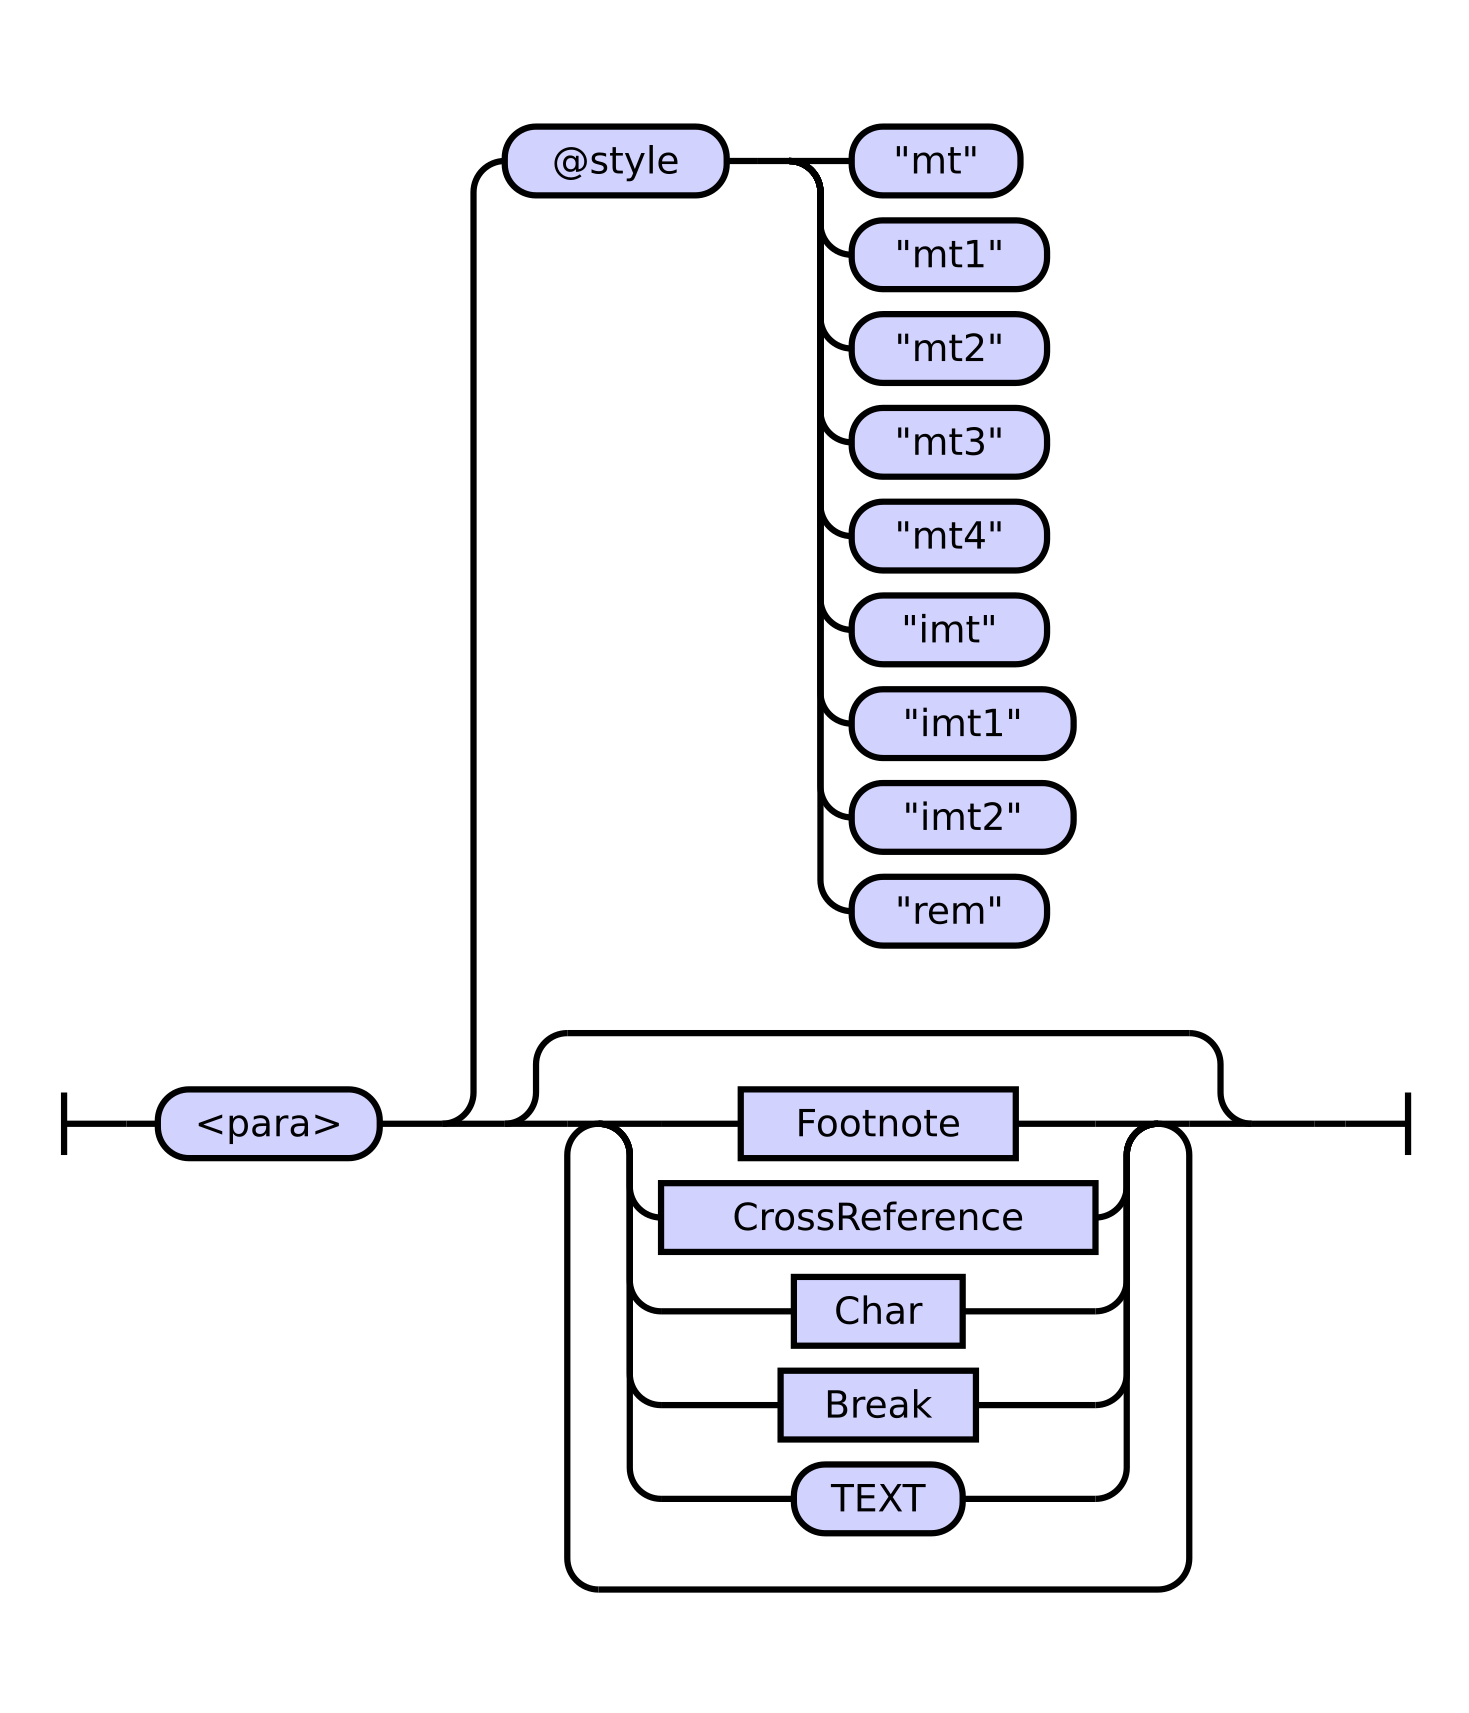 @style
"mt"
"mt1"
"mt2"
"mt3"
"mt4"
"imt"
"imt1"
"imt2"
"rem"
<para>
Footnote
CrossReference
Char
Break
TEXT